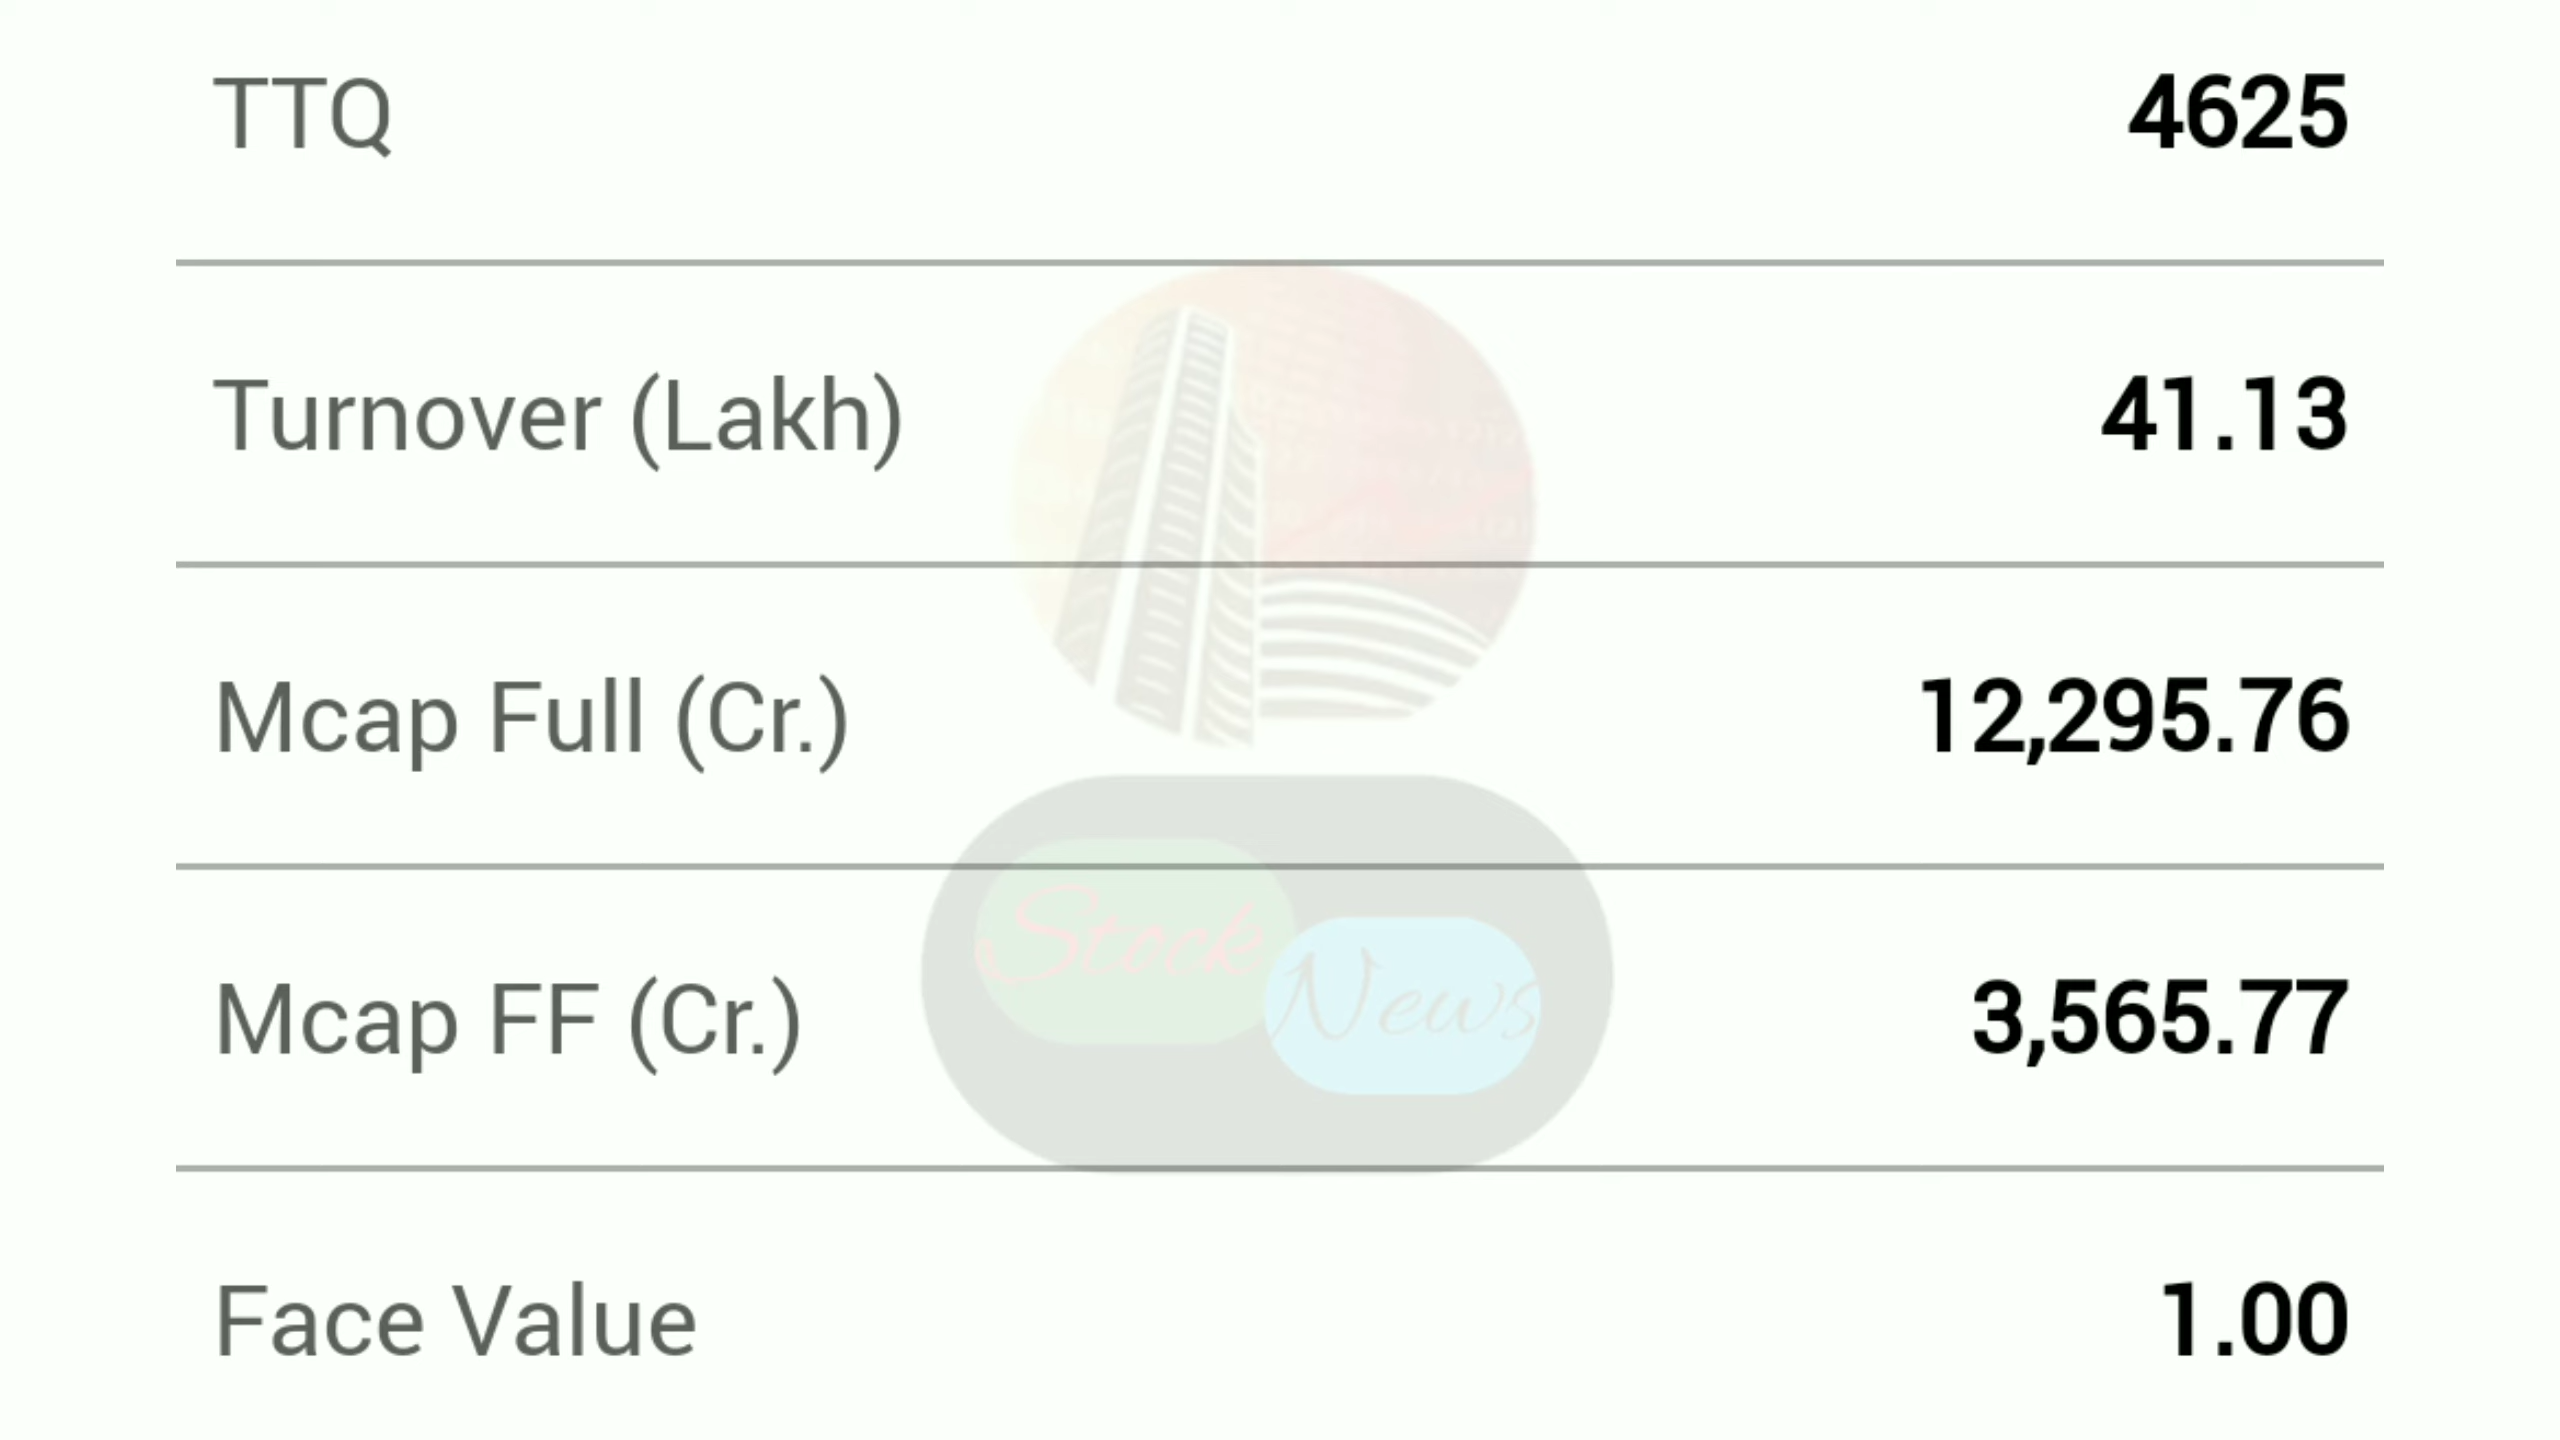 TTQ 4625
Turnover (Lakh) 41.13
Mcap Full (Cr.) 12,295.76
Stock
News
Mcap FF (Cr.) 3,565.77
Face Value 1.00